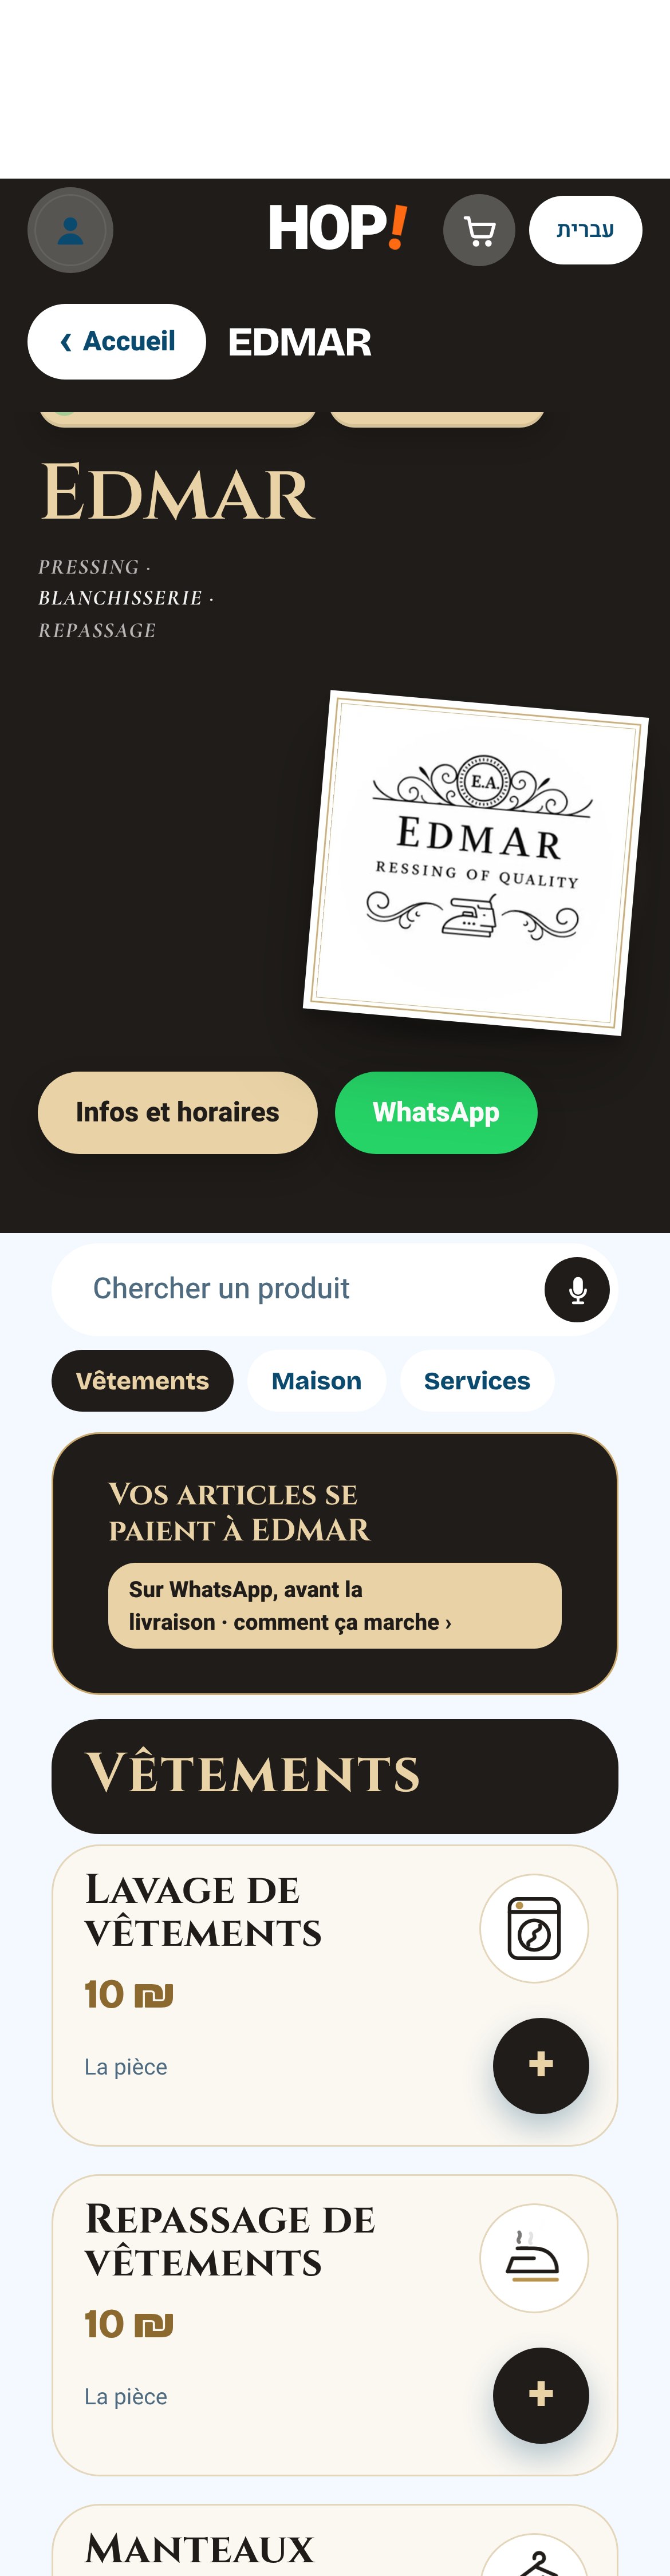 HOP!
עברית
‹ Accueil
EDMAR
EDMAR
PRESSING ·
BLANCHISSERIE ·
REPASSAGE
E.A.
EDMAR
RESSING OF QUALITY
Infos et horaires
WhatsApp
Chercher un produit
Vêtements
Maison
Services
VOS ARTICLES SE
PAIENT À EDMAR
Sur WhatsApp, avant la
livraison · comment ça marche ›
VÊTEMENTS
LAVAGE DE
VÊTEMENTS
10 ₪
La pièce
+
REPASSAGE DE
VÊTEMENTS
10 ₪
La pièce
+
MANTEAUX